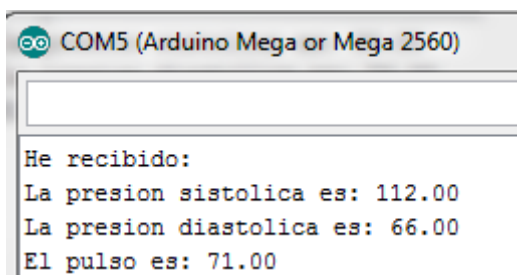 COM5 (Arduino Mega or Mega 2560)
He recibido:
La presion sistolica es: 112.00
La presion diastolica es: 66.00
El pulso es: 71.00